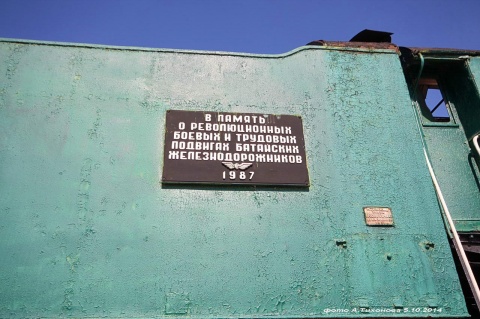 В ПАМЯТЬ
О РЕВОЛЮЦИОННЫХ
БОЕВЫХ И ТРУДОВЫХ
ПОДВИГАХ БАТАЙСКИХ
ЖЕЛЕЗНОДОРОЖНИКОВ
1987
фото А.Тихонова 5.10.2014